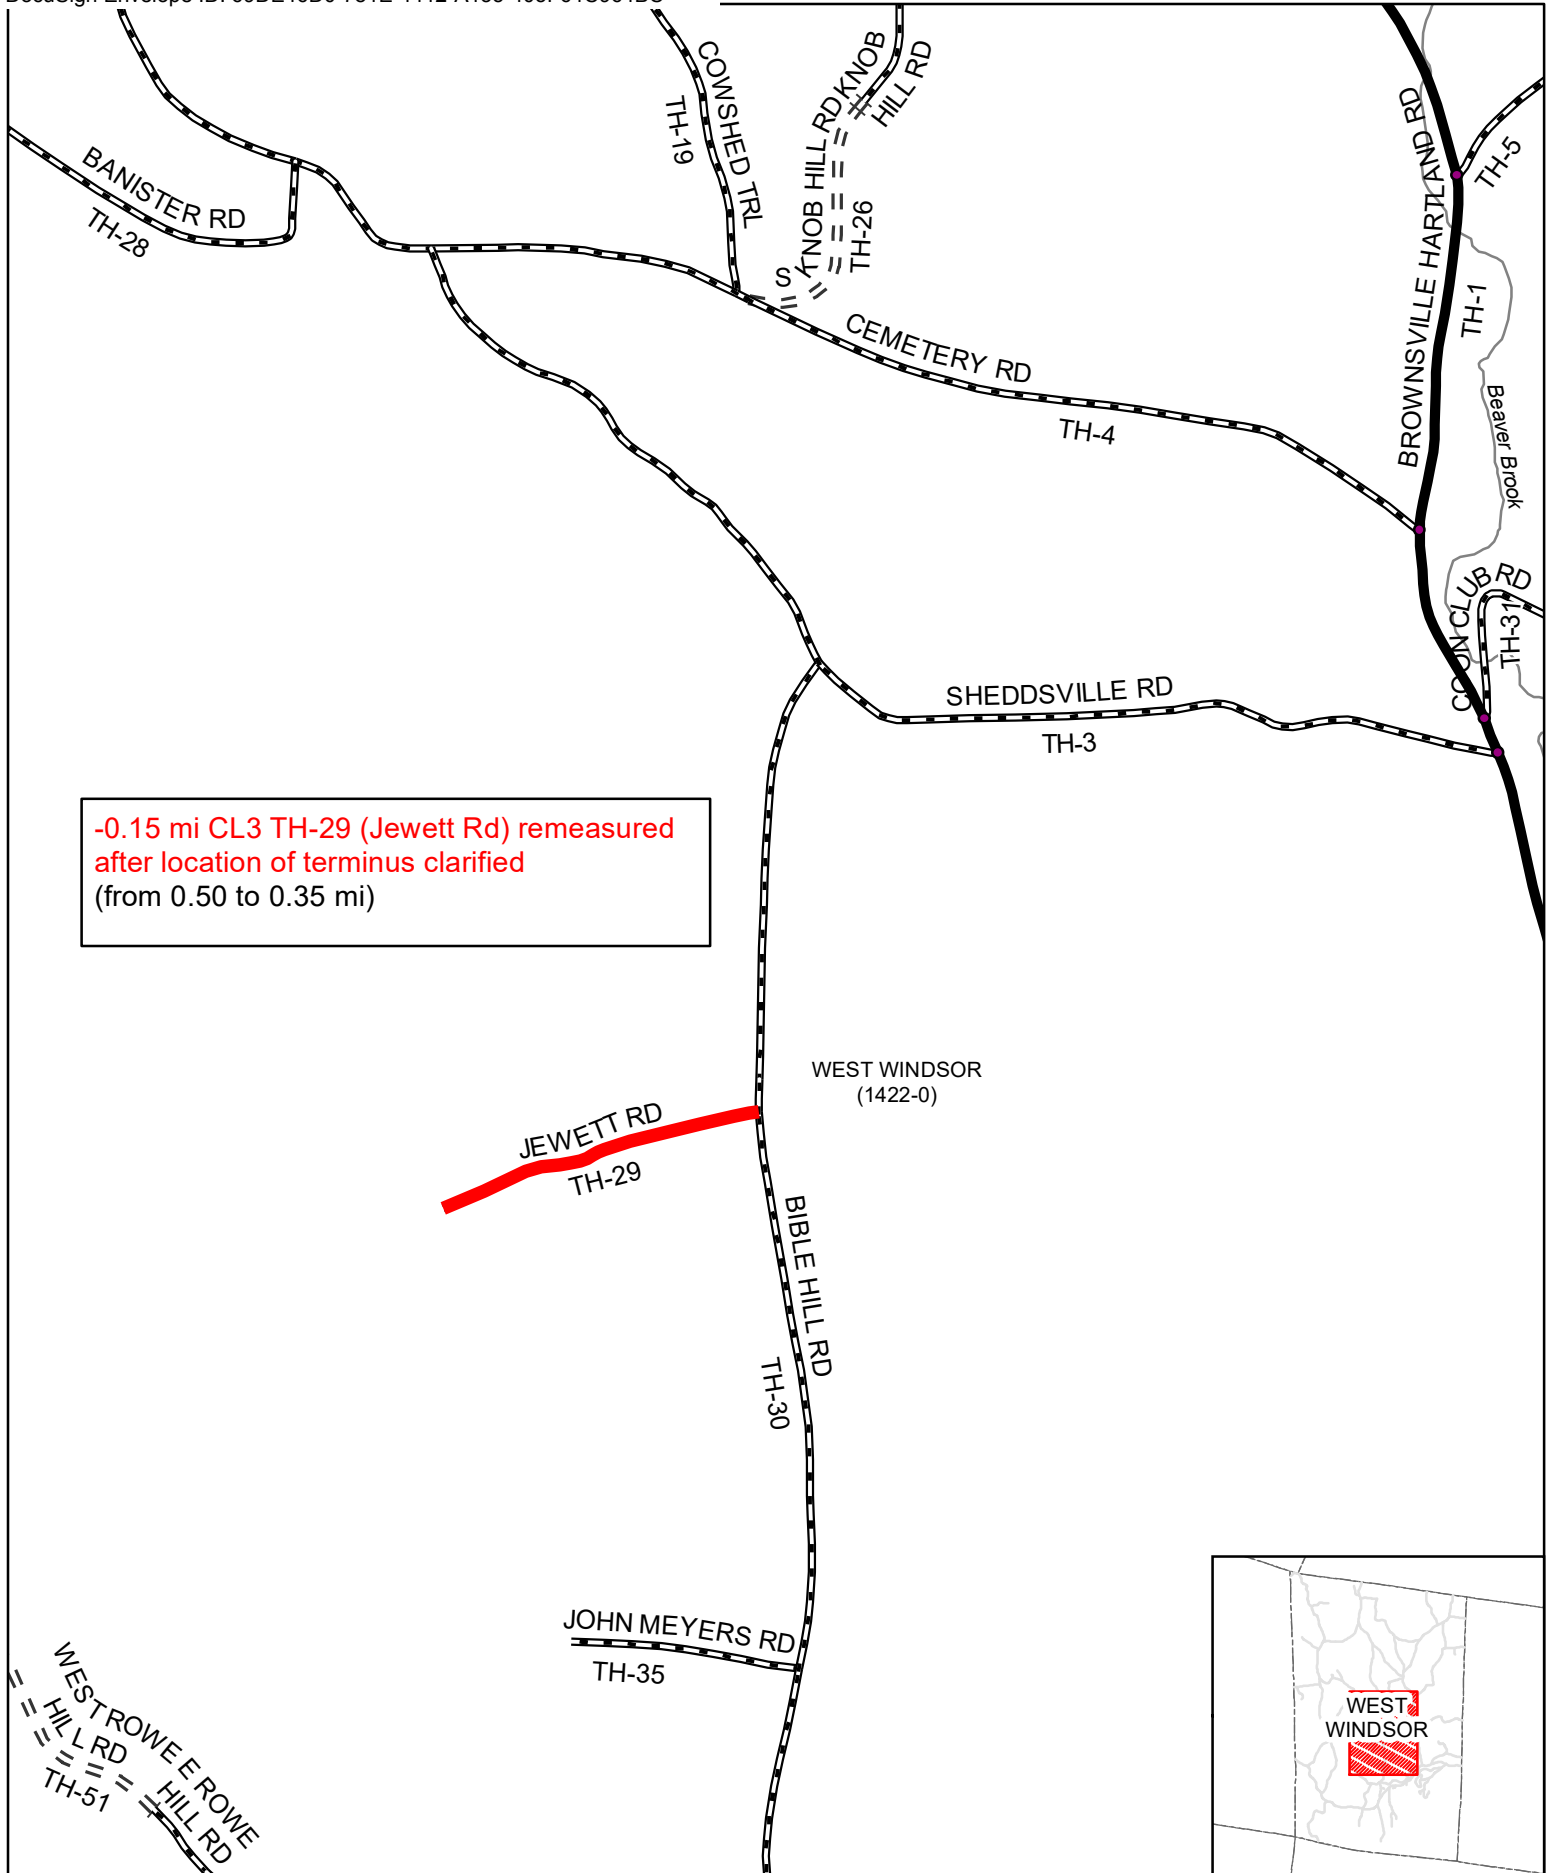 COWSHED TRL
TH-19
KNOB
HILL RD
S KNOB HILL RD
TH-26
BANISTER RD
TH-28
BROWNSVILLE HARTLAND RD
TH-1
TH-5
CEMETERY RD
TH-4
Beaver Brook
COON CLUB RD
TH-31
SHEDDSVILLE RD
TH-3
-0.15 mi CL3 TH-29 (Jewett Rd) remeasured
after location of terminus clarified
(from 0.50 to 0.35 mi)
WEST WINDSOR
(1422-0)
JEWETT RD
TH-29
BIBLE HILL RD
TH-30
JOHN MEYERS RD
TH-35
WEST ROWE
HILL RD
TH-51
E ROWE
HILL RD
WEST
WINDSOR